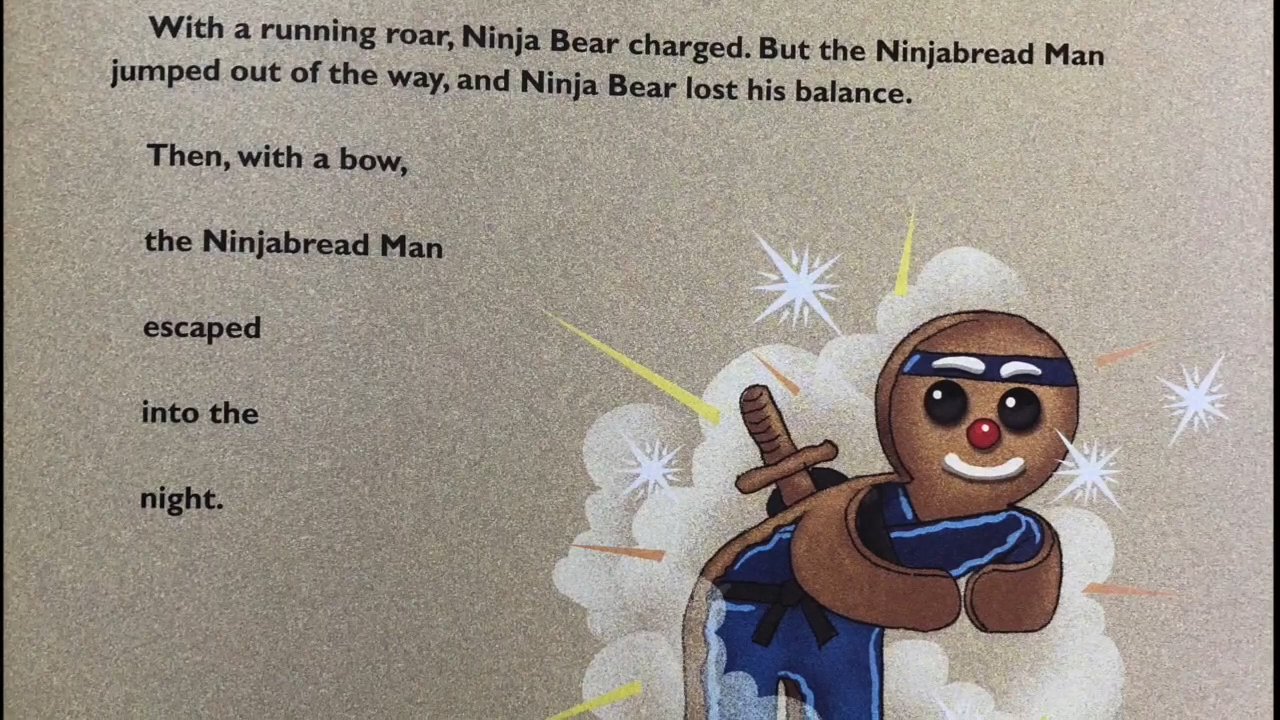 With a running roar, Ninja Bear charged. But the Ninjabread Man
jumped out of the way, and Ninja Bear lost his balance.
Then, with a bow,
the Ninjabread Man
escaped
into the
night.